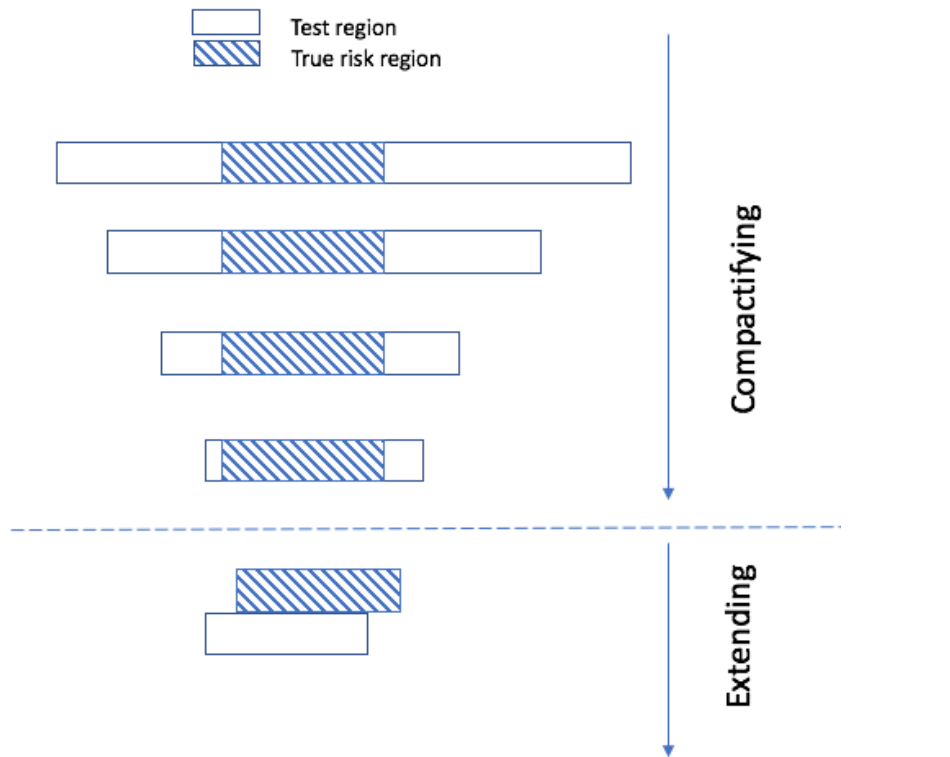 Test region
True risk region
Compactifying
Extending